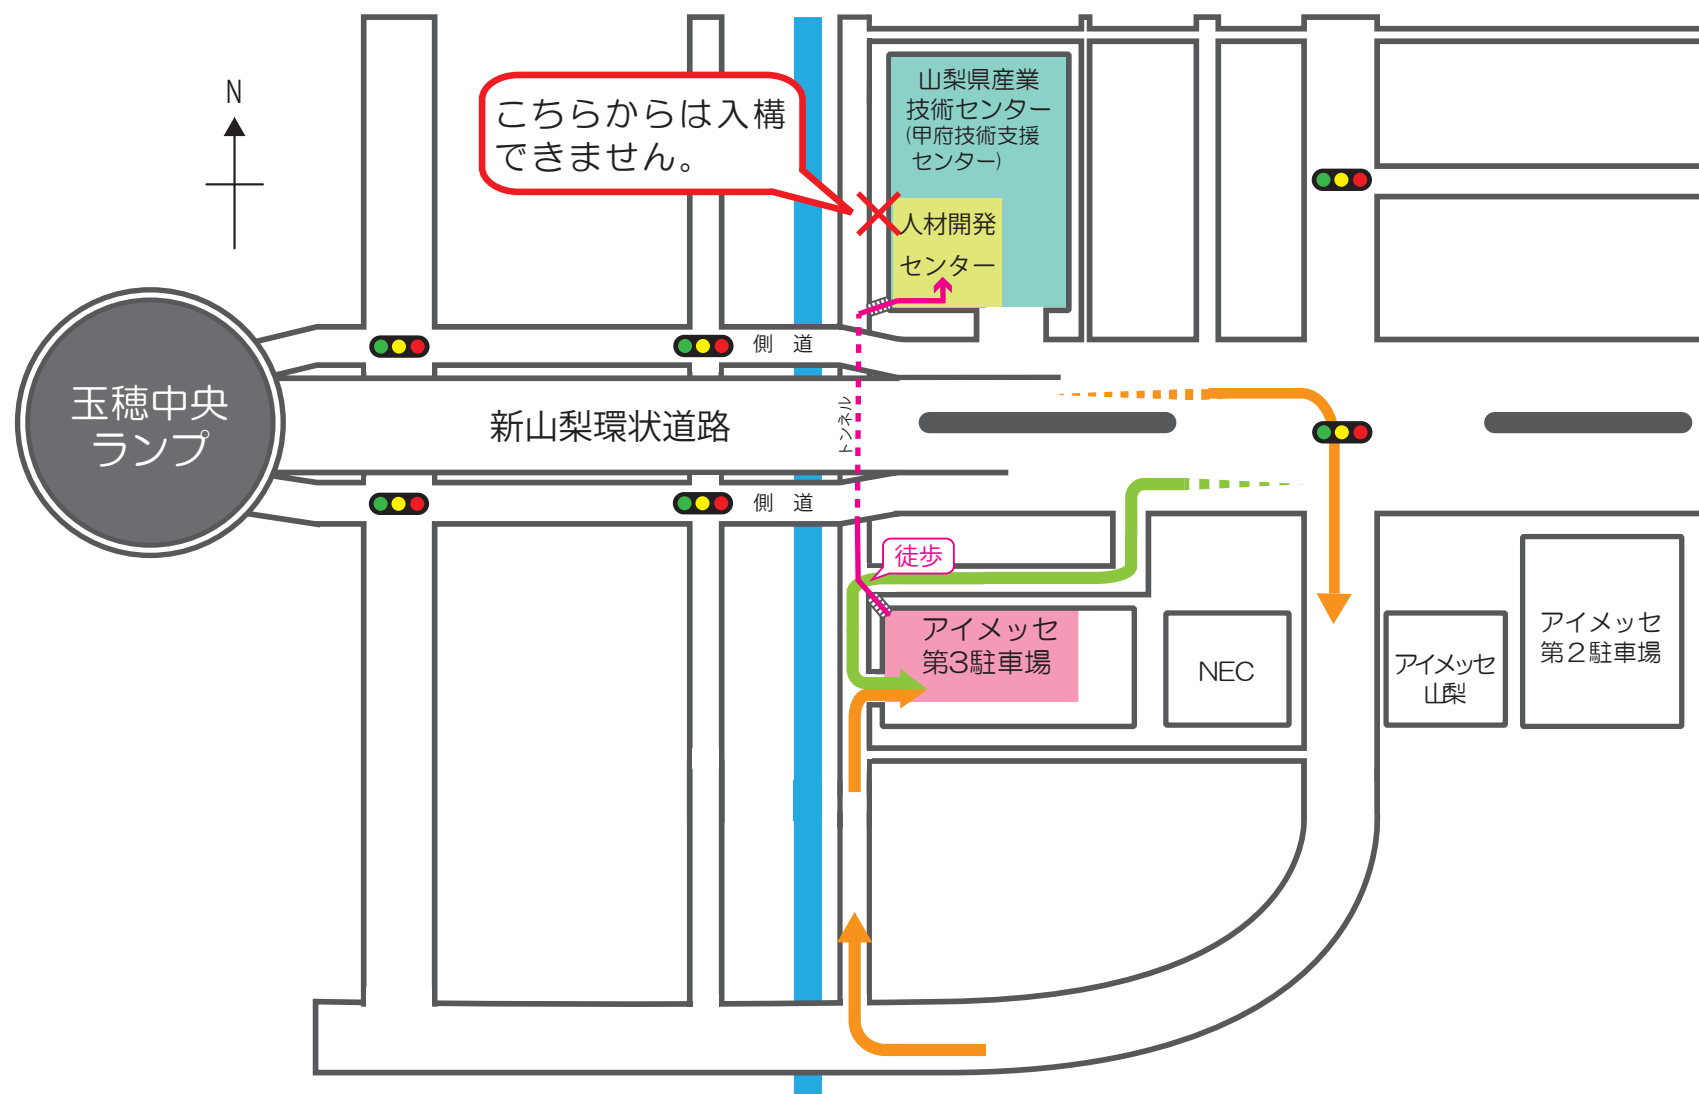 N
こちらからは入構
できません。
山梨県産業
技術センター
(甲府技術支援
センター)
人材開発
センター
側 道
玉穂中央
ランプ
新山梨環状道路
トンネル
側 道
徒歩
アイメッセ
第3駐車場
NEC
アイメッセ
山梨
アイメッセ
第2駐車場